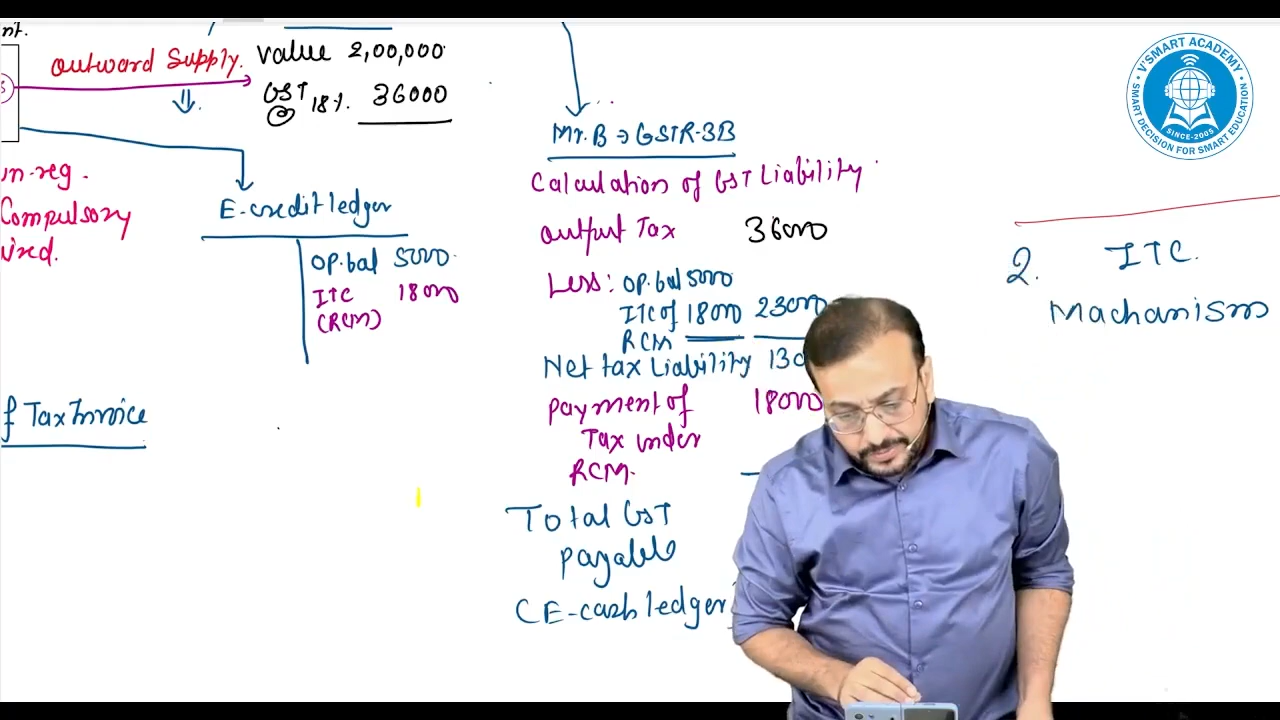 nt.
outward Supply.
value 2,00,000
GST @ 18%. 36000
Mr. B → GSTR-3B
un-reg.
Compulsory
E-credit ledger
op.bal 5000
ITC 18000
(RCM)
f Tax Invoice
Calculation of GST Liability
output Tax 36000
Less: op.bal 5000
ITC of 18000 23000
RCM
Net tax Liability 130
payment of 18000
Tax under
RCM.
Total GST
payable
CE-cash ledger
2. ITC.
Machanism
V'SMART ACADEMY
SMART DECISION FOR SMART EDUCATION
SINCE-2005